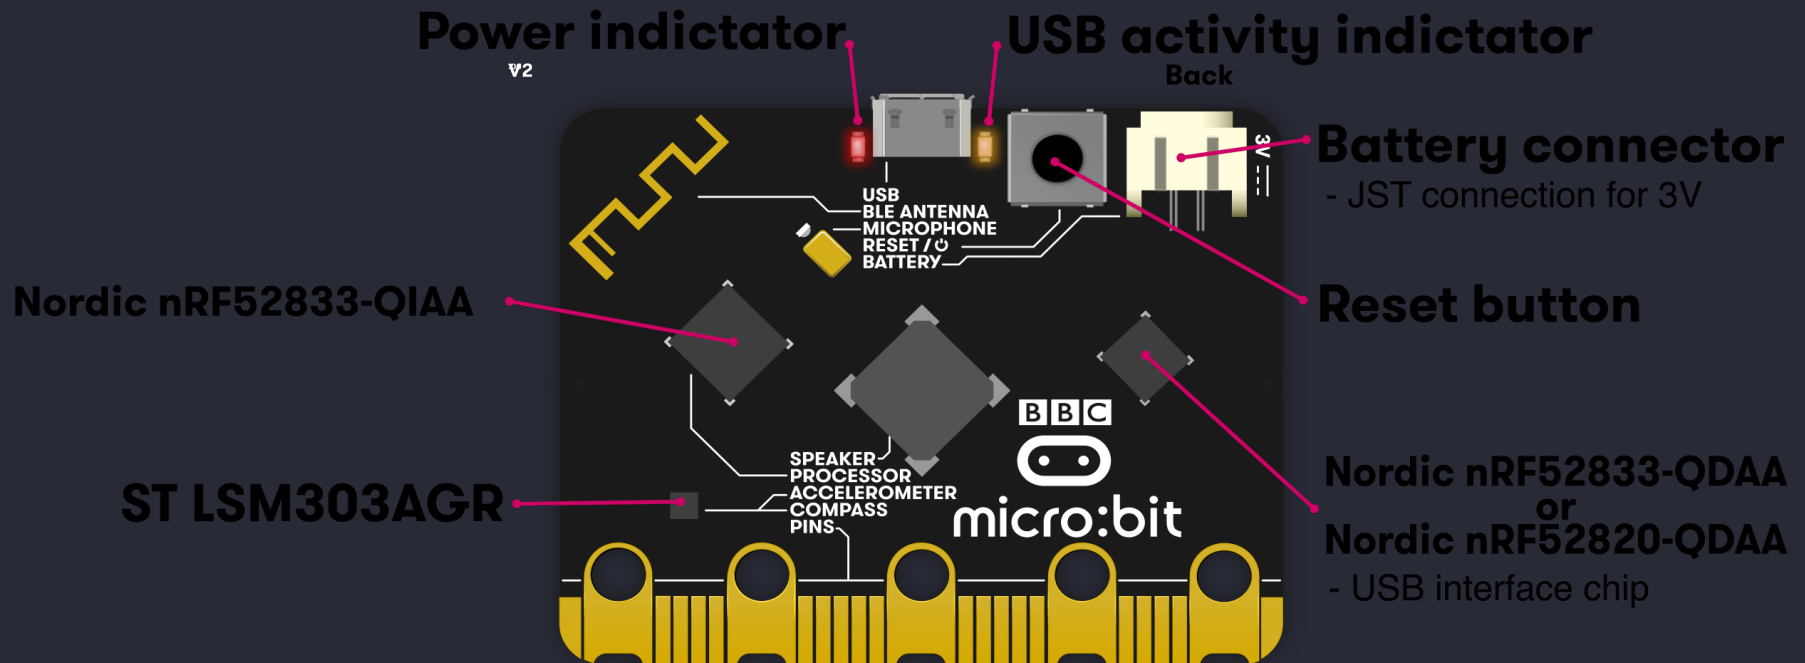 Power indictator
USB activity indictator
V2
Back
Battery connector
- JST connection for 3V
3V
USB
BLE ANTENNA
MICROPHONE
RESET /
BATTERY
Nordic nRF52833-QIAA
Reset button
BBC
SPEAKER
PROCESSOR
ACCELEROMETER
COMPASS
PINS
micro:bit
ST LSM303AGR
Nordic nRF52833-QDAA
or
Nordic nRF52820-QDAA
- USB interface chip